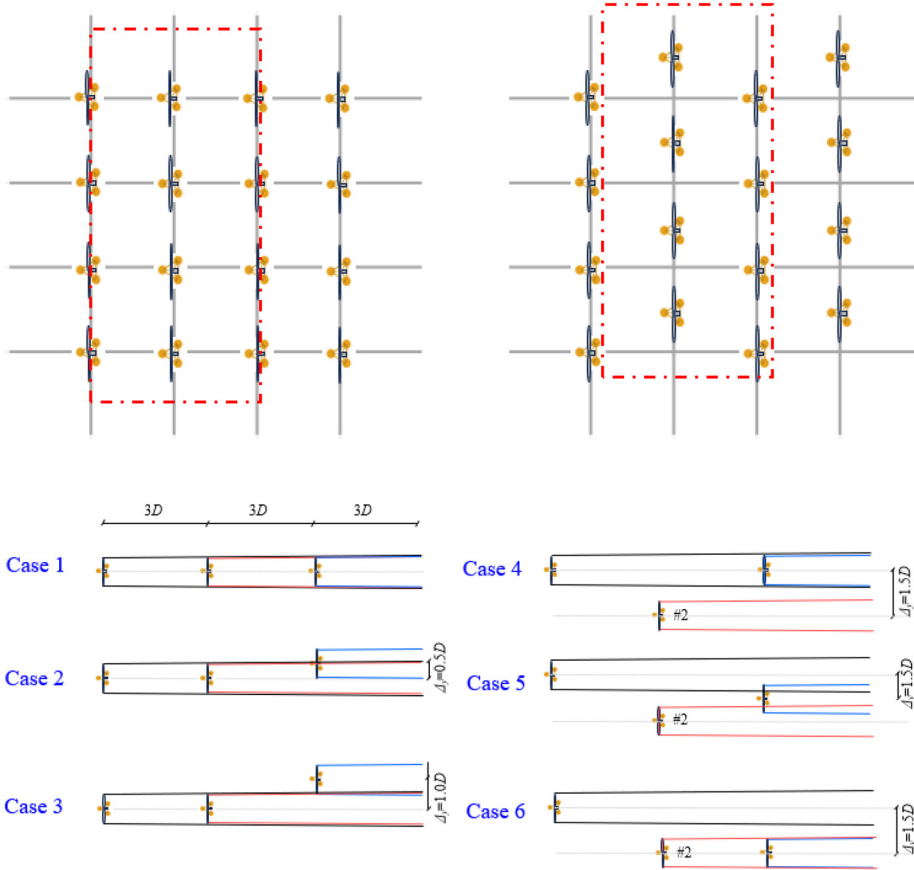 3D 3D 3D
Case 1
Case 2
Δy=0.5D
Case 3
Δy=1.0D
Case 4
#2
Δy=1.5D
Case 5
#2
Δy=1.5D
Case 6
#2
Δy=1.5D